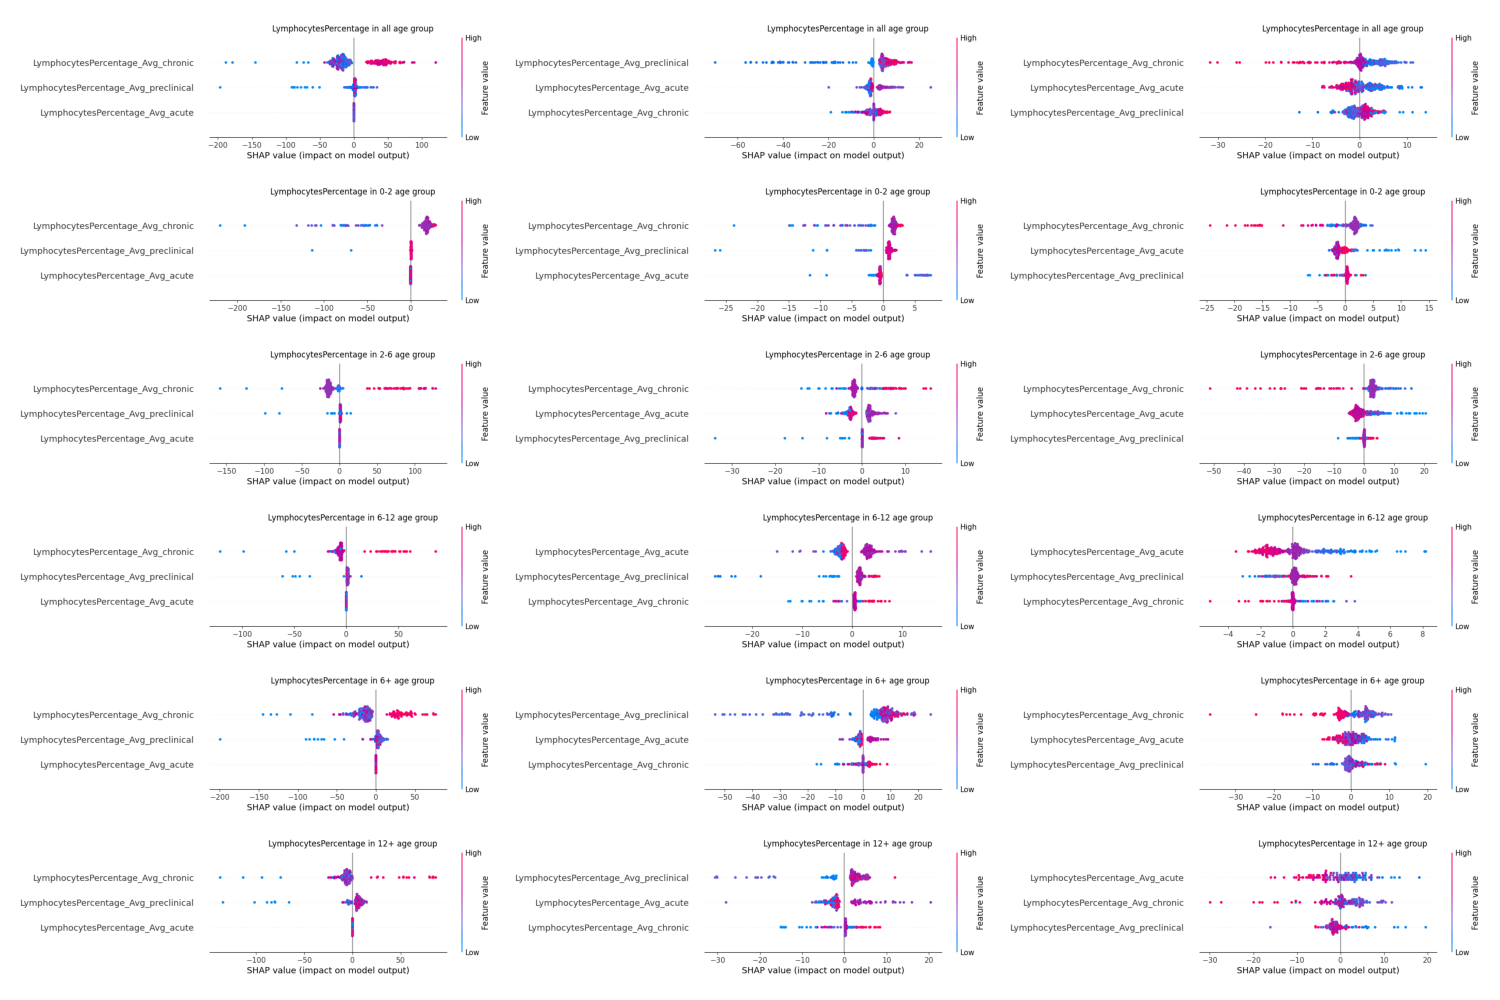 LymphocytesPercentage in all age group
High
LymphocytesPercentage_Avg_chronic
LymphocytesPercentage_Avg_preclinical
LymphocytesPercentage_Avg_acute
Feature value
Low
−200 −150 −100 −50 0 50 100
SHAP value (impact on model output)
LymphocytesPercentage in all age group
High
LymphocytesPercentage_Avg_preclinical
LymphocytesPercentage_Avg_acute
LymphocytesPercentage_Avg_chronic
Feature value
Low
−60 −40 −20 0 20
SHAP value (impact on model output)
LymphocytesPercentage in all age group
High
LymphocytesPercentage_Avg_chronic
LymphocytesPercentage_Avg_acute
LymphocytesPercentage_Avg_preclinical
Feature value
Low
−30 −20 −10 0 10
SHAP value (impact on model output)
LymphocytesPercentage in 0-2 age group
High
LymphocytesPercentage_Avg_chronic
LymphocytesPercentage_Avg_preclinical
LymphocytesPercentage_Avg_acute
Feature value
Low
−200 −150 −100 −50 0
SHAP value (impact on model output)
LymphocytesPercentage in 0-2 age group
High
LymphocytesPercentage_Avg_chronic
LymphocytesPercentage_Avg_preclinical
LymphocytesPercentage_Avg_acute
Feature value
Low
−25 −20 −15 −10 −5 0 5
SHAP value (impact on model output)
LymphocytesPercentage in 0-2 age group
High
LymphocytesPercentage_Avg_chronic
LymphocytesPercentage_Avg_acute
LymphocytesPercentage_Avg_preclinical
Feature value
Low
−25 −20 −15 −10 −5 0 5 10 15
SHAP value (impact on model output)
LymphocytesPercentage in 2-6 age group
High
LymphocytesPercentage_Avg_chronic
LymphocytesPercentage_Avg_preclinical
LymphocytesPercentage_Avg_acute
Feature value
Low
−150 −100 −50 0 50 100
SHAP value (impact on model output)
LymphocytesPercentage in 2-6 age group
High
LymphocytesPercentage_Avg_chronic
LymphocytesPercentage_Avg_acute
LymphocytesPercentage_Avg_preclinical
Feature value
Low
−30 −20 −10 0 10
SHAP value (impact on model output)
LymphocytesPercentage in 2-6 age group
High
LymphocytesPercentage_Avg_chronic
LymphocytesPercentage_Avg_acute
LymphocytesPercentage_Avg_preclinical
Feature value
Low
−50 −40 −30 −20 −10 0 10 20
SHAP value (impact on model output)
LymphocytesPercentage in 6-12 age group
High
LymphocytesPercentage_Avg_chronic
LymphocytesPercentage_Avg_preclinical
LymphocytesPercentage_Avg_acute
Feature value
Low
−100 −50 0 50
SHAP value (impact on model output)
LymphocytesPercentage in 6-12 age group
High
LymphocytesPercentage_Avg_acute
LymphocytesPercentage_Avg_preclinical
LymphocytesPercentage_Avg_chronic
Feature value
Low
−20 −10 0 10
SHAP value (impact on model output)
LymphocytesPercentage in 6-12 age group
High
LymphocytesPercentage_Avg_acute
LymphocytesPercentage_Avg_preclinical
LymphocytesPercentage_Avg_chronic
Feature value
Low
−4 −2 0 2 4 6 8
SHAP value (impact on model output)
LymphocytesPercentage in 6+ age group
High
LymphocytesPercentage_Avg_chronic
LymphocytesPercentage_Avg_preclinical
LymphocytesPercentage_Avg_acute
Feature value
Low
−200 −150 −100 −50 0 50
SHAP value (impact on model output)
LymphocytesPercentage in 6+ age group
High
LymphocytesPercentage_Avg_preclinical
LymphocytesPercentage_Avg_acute
LymphocytesPercentage_Avg_chronic
Feature value
Low
−50 −40 −30 −20 −10 0 10 20
SHAP value (impact on model output)
LymphocytesPercentage in 6+ age group
High
LymphocytesPercentage_Avg_chronic
LymphocytesPercentage_Avg_acute
LymphocytesPercentage_Avg_preclinical
Feature value
Low
−30 −20 −10 0 10 20
SHAP value (impact on model output)
LymphocytesPercentage in 12+ age group
High
LymphocytesPercentage_Avg_chronic
LymphocytesPercentage_Avg_preclinical
LymphocytesPercentage_Avg_acute
Feature value
Low
−100 −50 0 50
SHAP value (impact on model output)
LymphocytesPercentage in 12+ age group
High
LymphocytesPercentage_Avg_preclinical
LymphocytesPercentage_Avg_acute
LymphocytesPercentage_Avg_chronic
Feature value
Low
−30 −20 −10 0 10 20
SHAP value (impact on model output)
LymphocytesPercentage in 12+ age group
High
LymphocytesPercentage_Avg_acute
LymphocytesPercentage_Avg_chronic
LymphocytesPercentage_Avg_preclinical
Feature value
Low
−30 −20 −10 0 10 20
SHAP value (impact on model output)